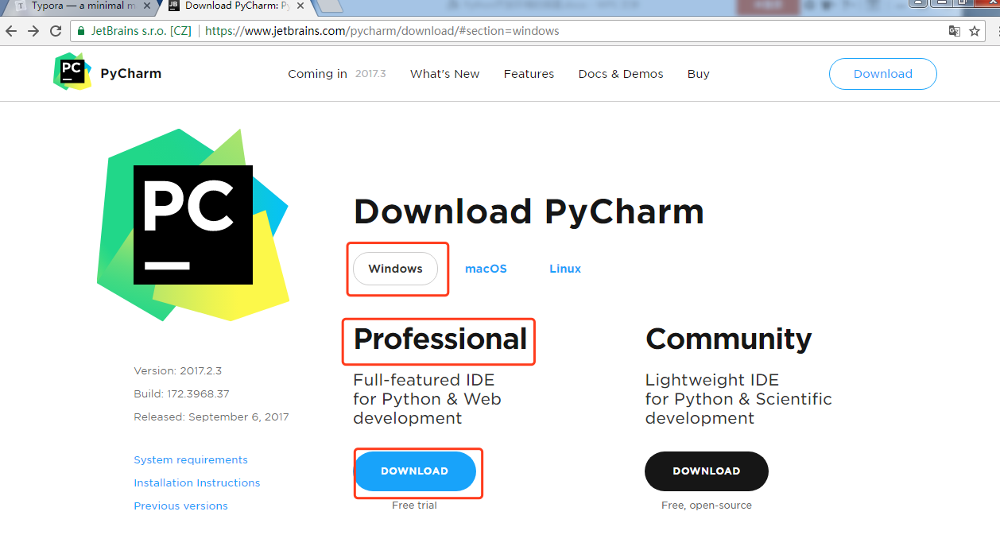 Typora — a minimal m
Download PyCharm: Py
JetBrains s.r.o. [CZ]
https://www.jetbrains.com/pycharm/download/#section=windows
PC
PyCharm
Coming in 2017.3
What's New
Features
Docs & Demos
Buy
Download
PC
Download PyCharm
Windows
macOS
Linux
Professional
Full-featured IDE
for Python & Web
development
DOWNLOAD
Free trial
Community
Lightweight IDE
for Python & Scientific
development
DOWNLOAD
Free, open-source
Version: 2017.2.3
Build: 172.3968.37
Released: September 6, 2017
System requirements
Installation Instructions
Previous versions